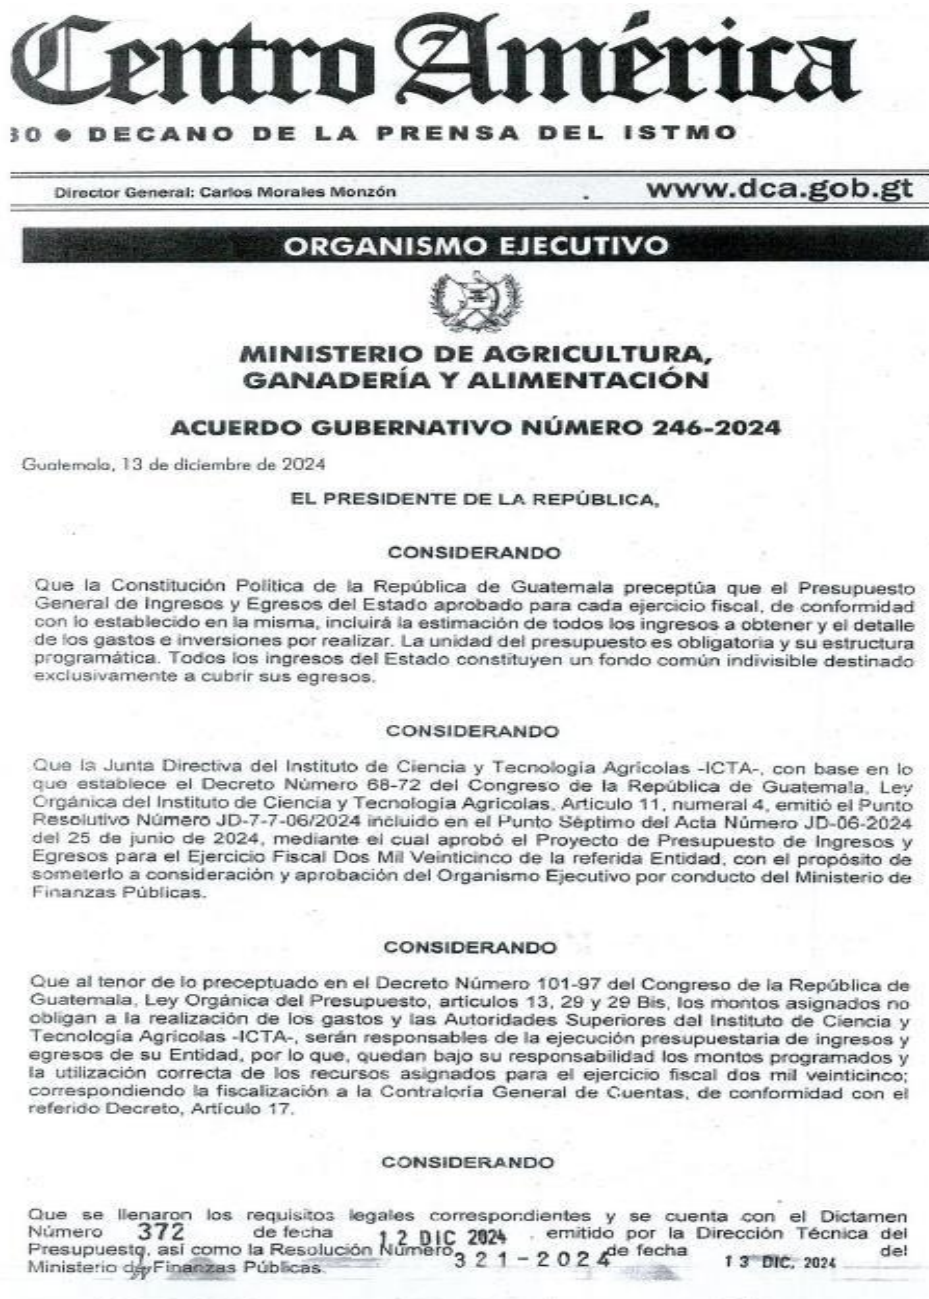 Centro América
30 • DECANO DE LA PRENSA DEL ISTMO
Director General: Carlos Morales Monzón
www.dca.gob.gt
ORGANISMO EJECUTIVO
MINISTERIO DE AGRICULTURA,
GANADERÍA Y ALIMENTACIÓN
ACUERDO GUBERNATIVO NÚMERO 246-2024
Guatemala, 13 de diciembre de 2024
EL PRESIDENTE DE LA REPÚBLICA,
CONSIDERANDO
Que la Constitución Política de la República de Guatemala preceptúa que el Presupuesto
General de Ingresos y Egresos del Estado aprobado para cada ejercicio fiscal, de conformidad
con lo establecido en la misma, incluirá la estimación de todos los ingresos a obtener y el detalle
de los gastos e inversiones por realizar. La unidad del presupuesto es obligatoria y su estructura
programática. Todos los ingresos del Estado constituyen un fondo común indivisible destinado
exclusivamente a cubrir sus egresos.
CONSIDERANDO
Que la Junta Directiva del Instituto de Ciencia y Tecnología Agrícolas -ICTA-, con base en lo
que establece el Decreto Número 68-72 del Congreso de la República de Guatemala, Ley
Orgánica del Instituto de Ciencia y Tecnología Agrícolas, Artículo 11, numeral 4, emitió el Punto
Resolutivo Número JD-7-7-06/2024 incluido en el Punto Séptimo del Acta Número JD-06-2024
del 25 de junio de 2024, mediante el cual aprobó el Proyecto de Presupuesto de Ingresos y
Egresos para el Ejercicio Fiscal Dos Mil Veinticinco de la referida Entidad, con el propósito de
someterlo a consideración y aprobación del Organismo Ejecutivo por conducto del Ministerio de
Finanzas Públicas.
CONSIDERANDO
Que al tenor de lo preceptuado en el Decreto Número 101-97 del Congreso de la República de
Guatemala, Ley Orgánica del Presupuesto, artículos 13, 29 y 29 Bis, los montos asignados no
obligan a la realización de los gastos y las Autoridades Superiores del Instituto de Ciencia y
Tecnología Agrícolas -ICTA-, serán responsables de la ejecución presupuestaria de ingresos y
egresos de su Entidad, por lo que, quedan bajo su responsabilidad los montos programados y
la utilización correcta de los recursos asignados para el ejercicio fiscal dos mil veinticinco;
correspondiendo la fiscalización a la Contraloría General de Cuentas, de conformidad con el
referido Decreto, Artículo 17.
CONSIDERANDO
Que se llenaron los requisitos legales correspondientes y se cuenta con el Dictamen
Número 372 de fecha 12 DIC 2024 , emitido por la Dirección Técnica del
Presupuesto, así como la Resolución Número 321-2024 de fecha 13 DIC. 2024 del
Ministerio de Finanzas Públicas.